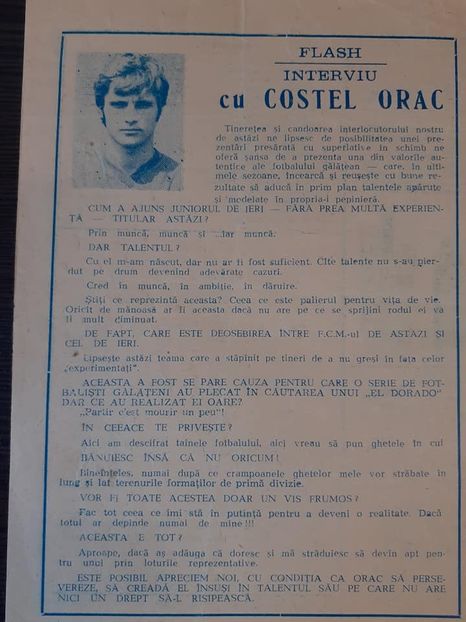 FLASH
INTERVIU
cu COSTEL ORAC
Tinerețea și candoarea interlocutorului nostru
de astăzi ne lipsesc de posibilitatea unei pre-
zentări presărată cu superlative în schimb ne
oferă șansa de a prezenta una din valorile au-
tentice ale fotbalului gălățean — care, în ulti-
mele sezoane, încearcă și reușește cu bune re-
zultate să aducă în prim plan talentele apărute
și modelate în propria-i pepinieră.
CUM A AJUNS JUNIORUL DE IERI — FĂRĂ PREA MULTĂ EXPERIEN-
ȚĂ — TITULAR ASTĂZI?
Prin muncă, muncă și iar muncă.
DAR TALENTUL?
Cu el m-am născut, dar nu ar fi fost suficient. Cîte talente nu s-au pier-
dut pe drum devenind adevărate cazuri.
Cred în muncă, în ambiție, în dăruire.
Știți ce reprezintă aceasta? Ceea ce este palierul pentru vița de vie.
Oricît de mănoasă ar fi aceasta dacă nu are pe ce se sprijini rodul ei va
fi mult diminuat.
DE FAPT, CARE ESTE DEOSEBIREA ÎNTRE F.C.M.-ul DE ASTĂZI ȘI
CEL DE IERI.
Lipsește astăzi teama care a stăpînit pe tineri de a nu greși în fața celor
„experimentați".
ACEASTA A FOST SE PARE CAUZA PENTRU CARE O SERIE DE FOT-
BALIȘTI GĂLĂȚENI AU PLECAT ÎN CĂUTAREA UNUI „EL DORADO"
DAR CE AU REALIZAT EI OARE?
„Partir c'est mourir un peu"!
ÎN CEEACE TE PRIVEȘTE?
Aici am descifrat tainele fotbalului, aici vreau să pun ghetele în cui
BĂNUIESC ÎNSĂ CĂ NU ORICUM!
Bineînțeles, numai după ce crampoanele ghetelor mele vor străbate în
lung și lat terenurile formațiilor de primă divizie.
VOR FI TOATE ACESTEA DOAR UN VIS FRUMOS?
Fac tot ceea ce îmi stă în putință pentru a deveni o realitate. Dacă
totul ar depinde numai de mine!!!
ACEASTA E TOT?
Aproape, dacă aș adăuga că doresc și mă străduiesc să devin apt pen-
tru unul prin loturile reprezentative.
ESTE POSIBIL APRECIEM NOI, CU CONDIȚIA CA ORAC SĂ PERSE-
VEREZE, SĂ CREADĂ EL ÎNSUȘI ÎN TALENTUL SĂU PE CARE NU ARE
NICI UN DREPT SĂ-L RISIPEASCĂ.